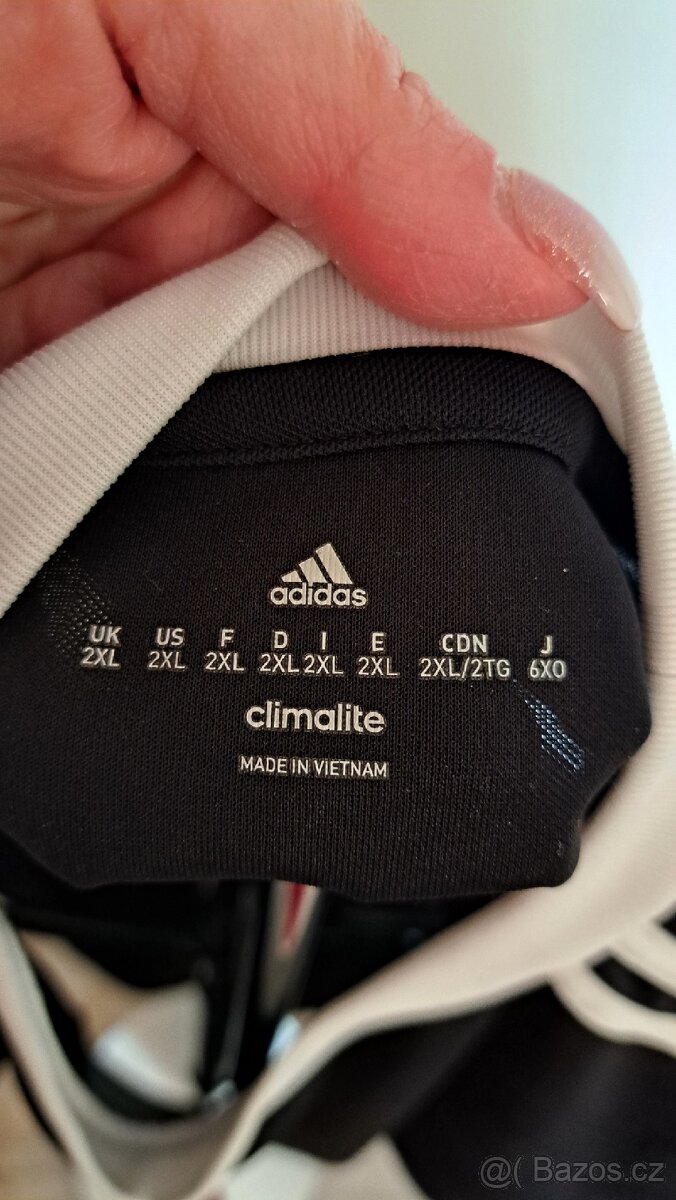 adidas
UK US F D I E CDN J
2XL 2XL 2XL 2XL 2XL 2XL 2XL/2TG 6XO
climalite
MADE IN VIETNAM
@( Bazos.cz